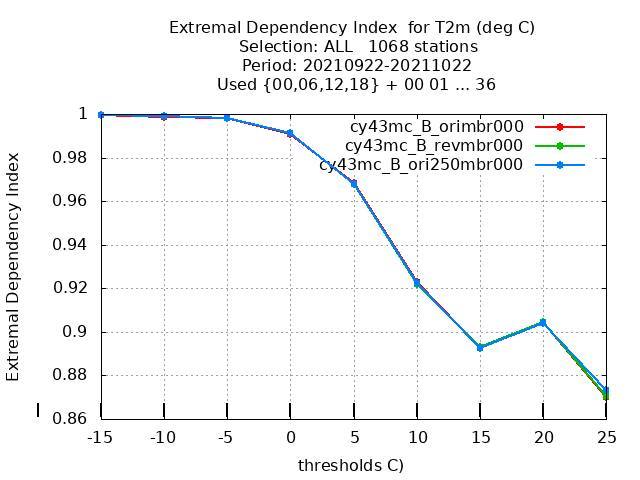 Extremal Dependency Index  for T2m (deg C)
Selection: ALL   1068 stations
Period: 20210922-20211022
Used {00,06,12,18} + 00 01 ... 36
cy43mc_B_orimbr000
cy43mc_B_revmbr000
cy43mc_B_ori250mbr000
Extremal Dependency Index
1
0.98
0.96
0.94
0.92
0.9
0.88
0.86
-15 -10 -5 0 5 10 15 20 25
thresholds C)